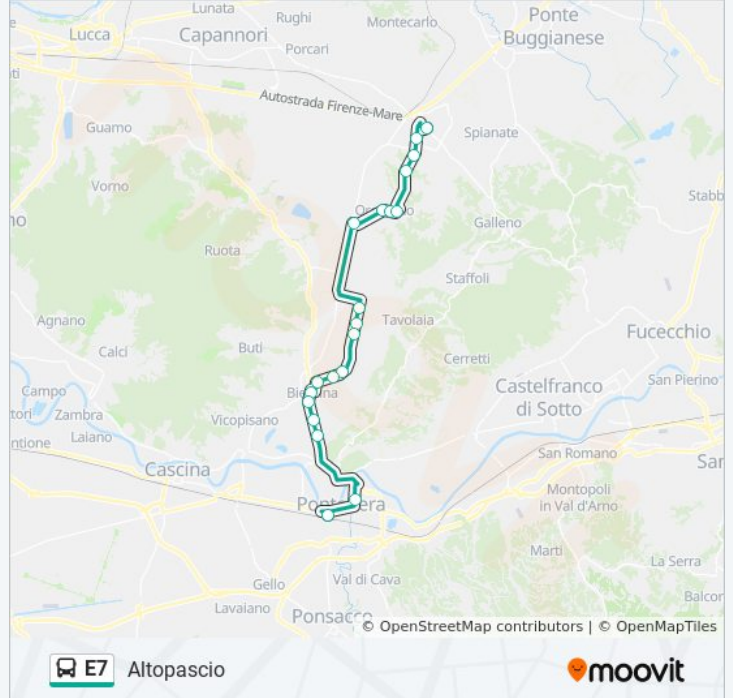 Lunata
Rughi
Montecarlo
Ponte
Buggianese
Lucca
Capannori
Porcari
Autostrada Firenze-Mare
Guamo
Spianate
Vorno
Galleno
Ruota
Staffoli
Agnano
Tavolaia
Fucecchio
Calci
Buti
Cerretti
Campo
Castelfranco
di Sotto
San Pierino
Zambra
Vicopisano
Laiano
San Romano
Cascina
Montopoli
in Val d'Arno
Marti
La Serra
Gello
Val di Cava
Lavaiano
Ponsacco
© OpenStreetMap contributors | © OpenMapTiles
E7 Altopascio
moovit